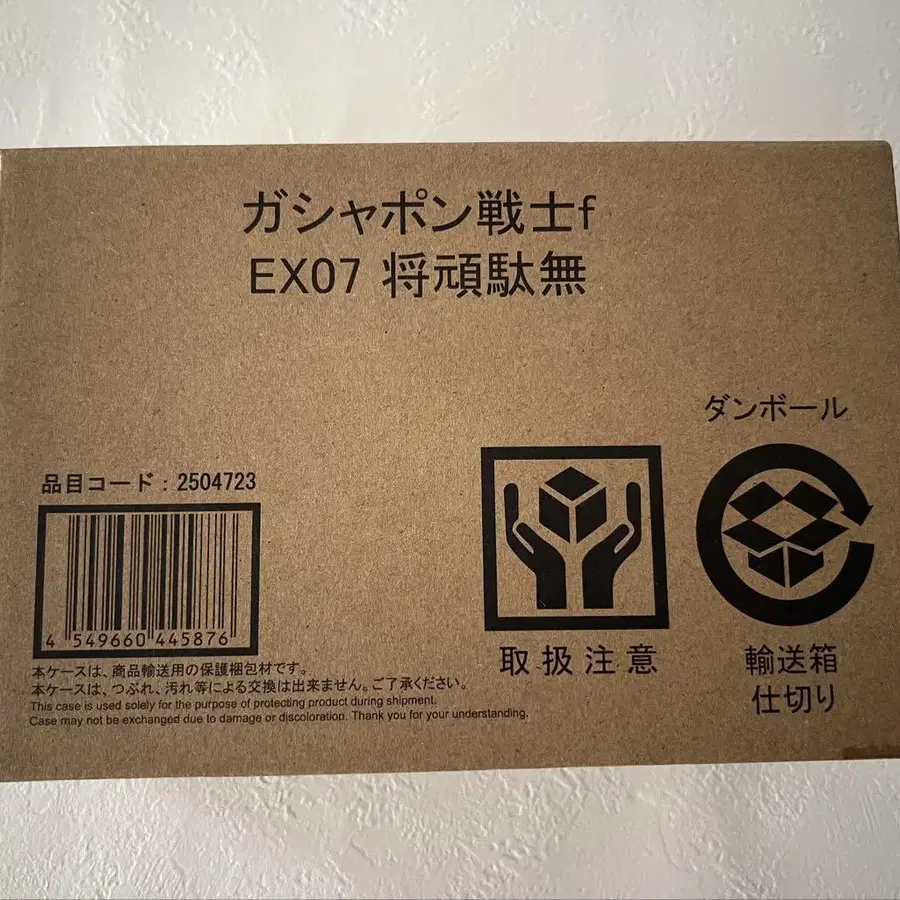 ガシャポン戦士f
EX07 将頑駄無
ダンボール
品目コード：2504723
4 549660 445876
取扱注意
輸送箱
仕切り
本ケースは、商品輸送用の保護梱包材です。
本ケースは、つぶれ、汚れ等による交換は出来ません。ご了承ください。
This case is used solely for the purpose of protecting product during shipment.
Case may not be exchanged due to damage or discoloration. Thank you for your understanding.